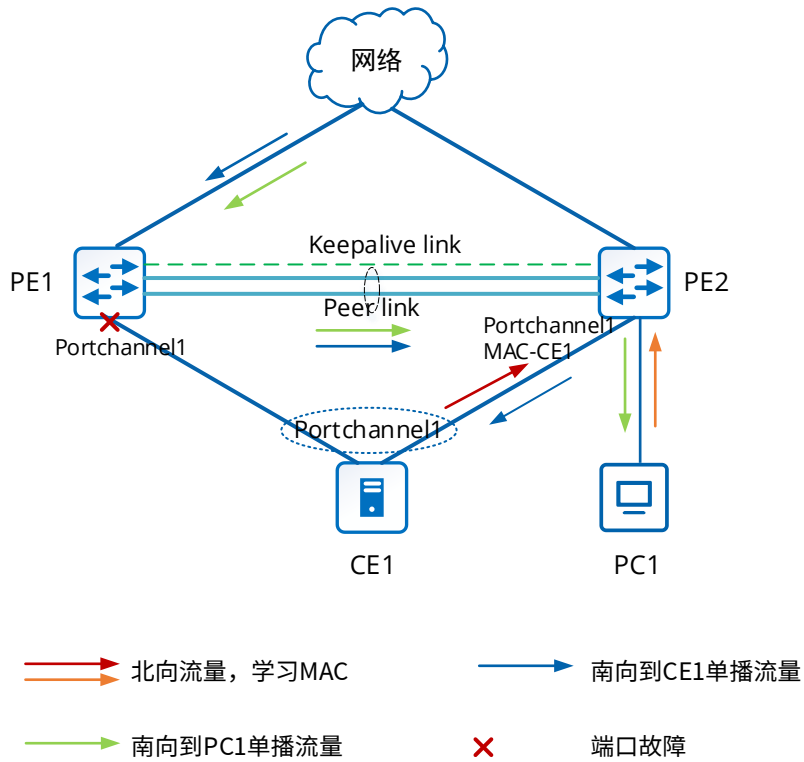 网络
Keepalive link
PE1
PE2
Peer link
Portchannel1
MAC-CE1
Portchannel1
Portchannel1
CE1
PC1
北向流量，学习MAC
南向到CE1单播流量
南向到PC1单播流量
端口故障